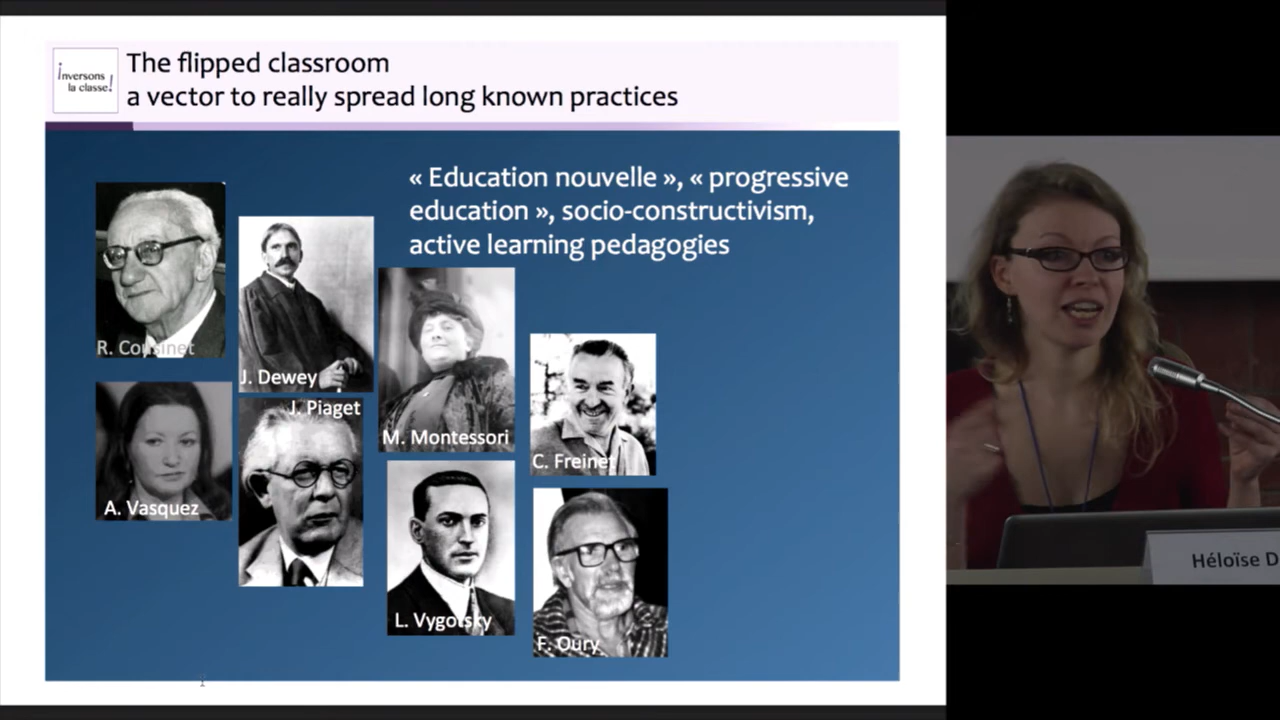 inversons
la classe!
The flipped classroom
a vector to really spread long known practices
« Education nouvelle », « progressive
education », socio-constructivism,
active learning pedagogies
R. Cousinet
J. Dewey
M. Montessori
C. Freinet
A. Vasquez
J. Piaget
L. Vygotsky
F. Oury
Héloïse D